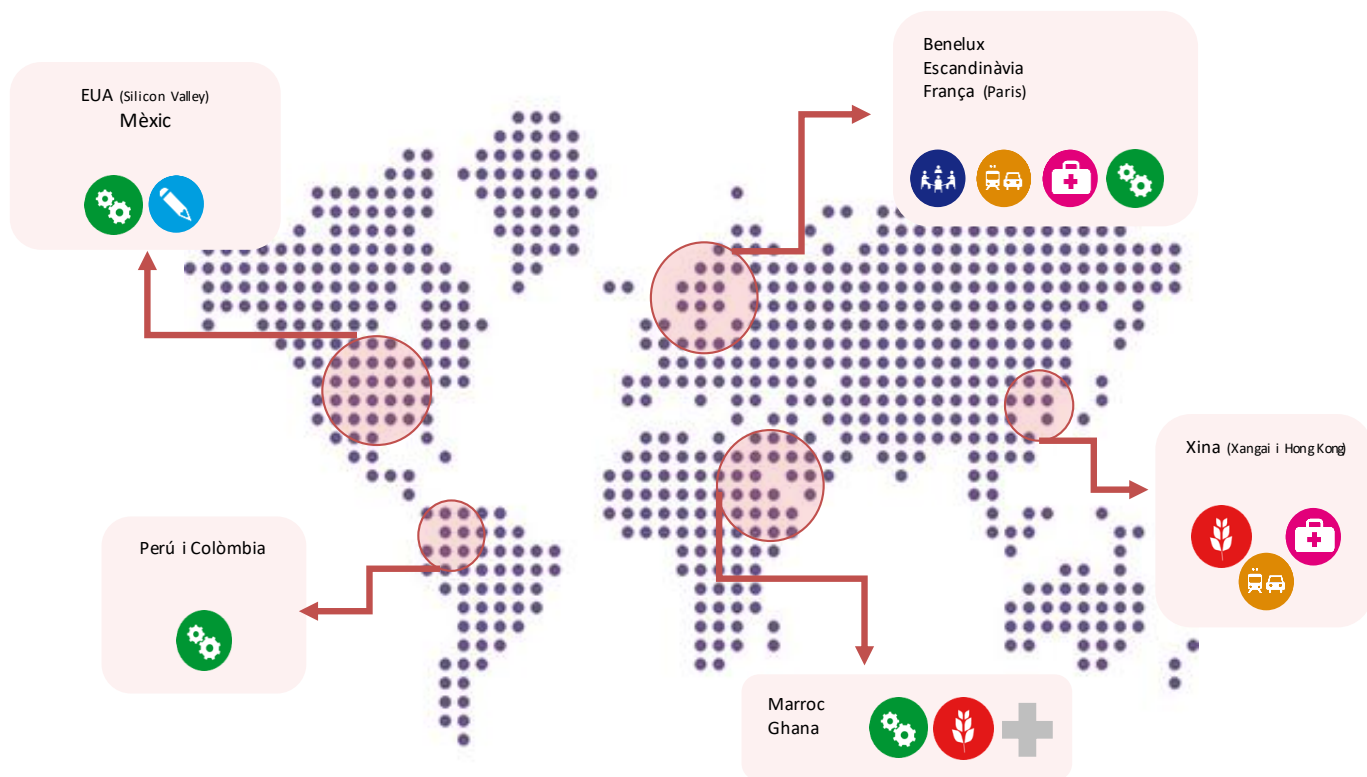 Benelux
Escandinàvia
França (Paris)
EUA (Silicon Valley)
Mèxic
Xina (Xangai i Hong Kong)
Perú i Colòmbia
Marroc
Ghana